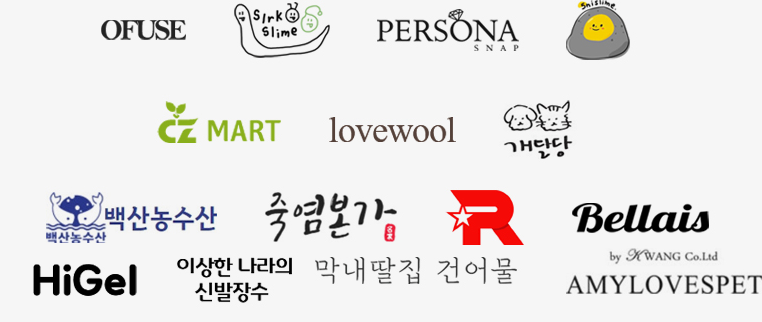 OFUSE
Slrk
Slime
PERSONA
SNAP
Snislime
CZ MART
lovewool
개달당
백산농수산
백산농수산
죽염본가
R
Bellais
HiGel
이상한 나라의
신발장수
막내딸집 건어물
by HWANG Co.Ltd
AMYLOVESPET